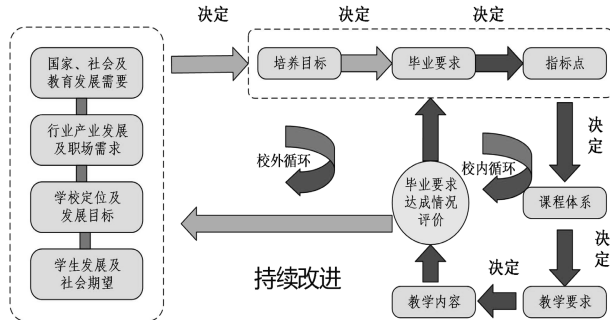 决定
决定
决定
国家、社会及
教育发展需要
培养目标
毕业要求
指标点
行业产业发展
及职场需求
决
定
校外循环
校内循环
毕业要求
达成情况
评价
学校定位及
发展目标
课程体系
决
定
学生发展及
社会期望
持续改进
决定
教学内容
教学要求